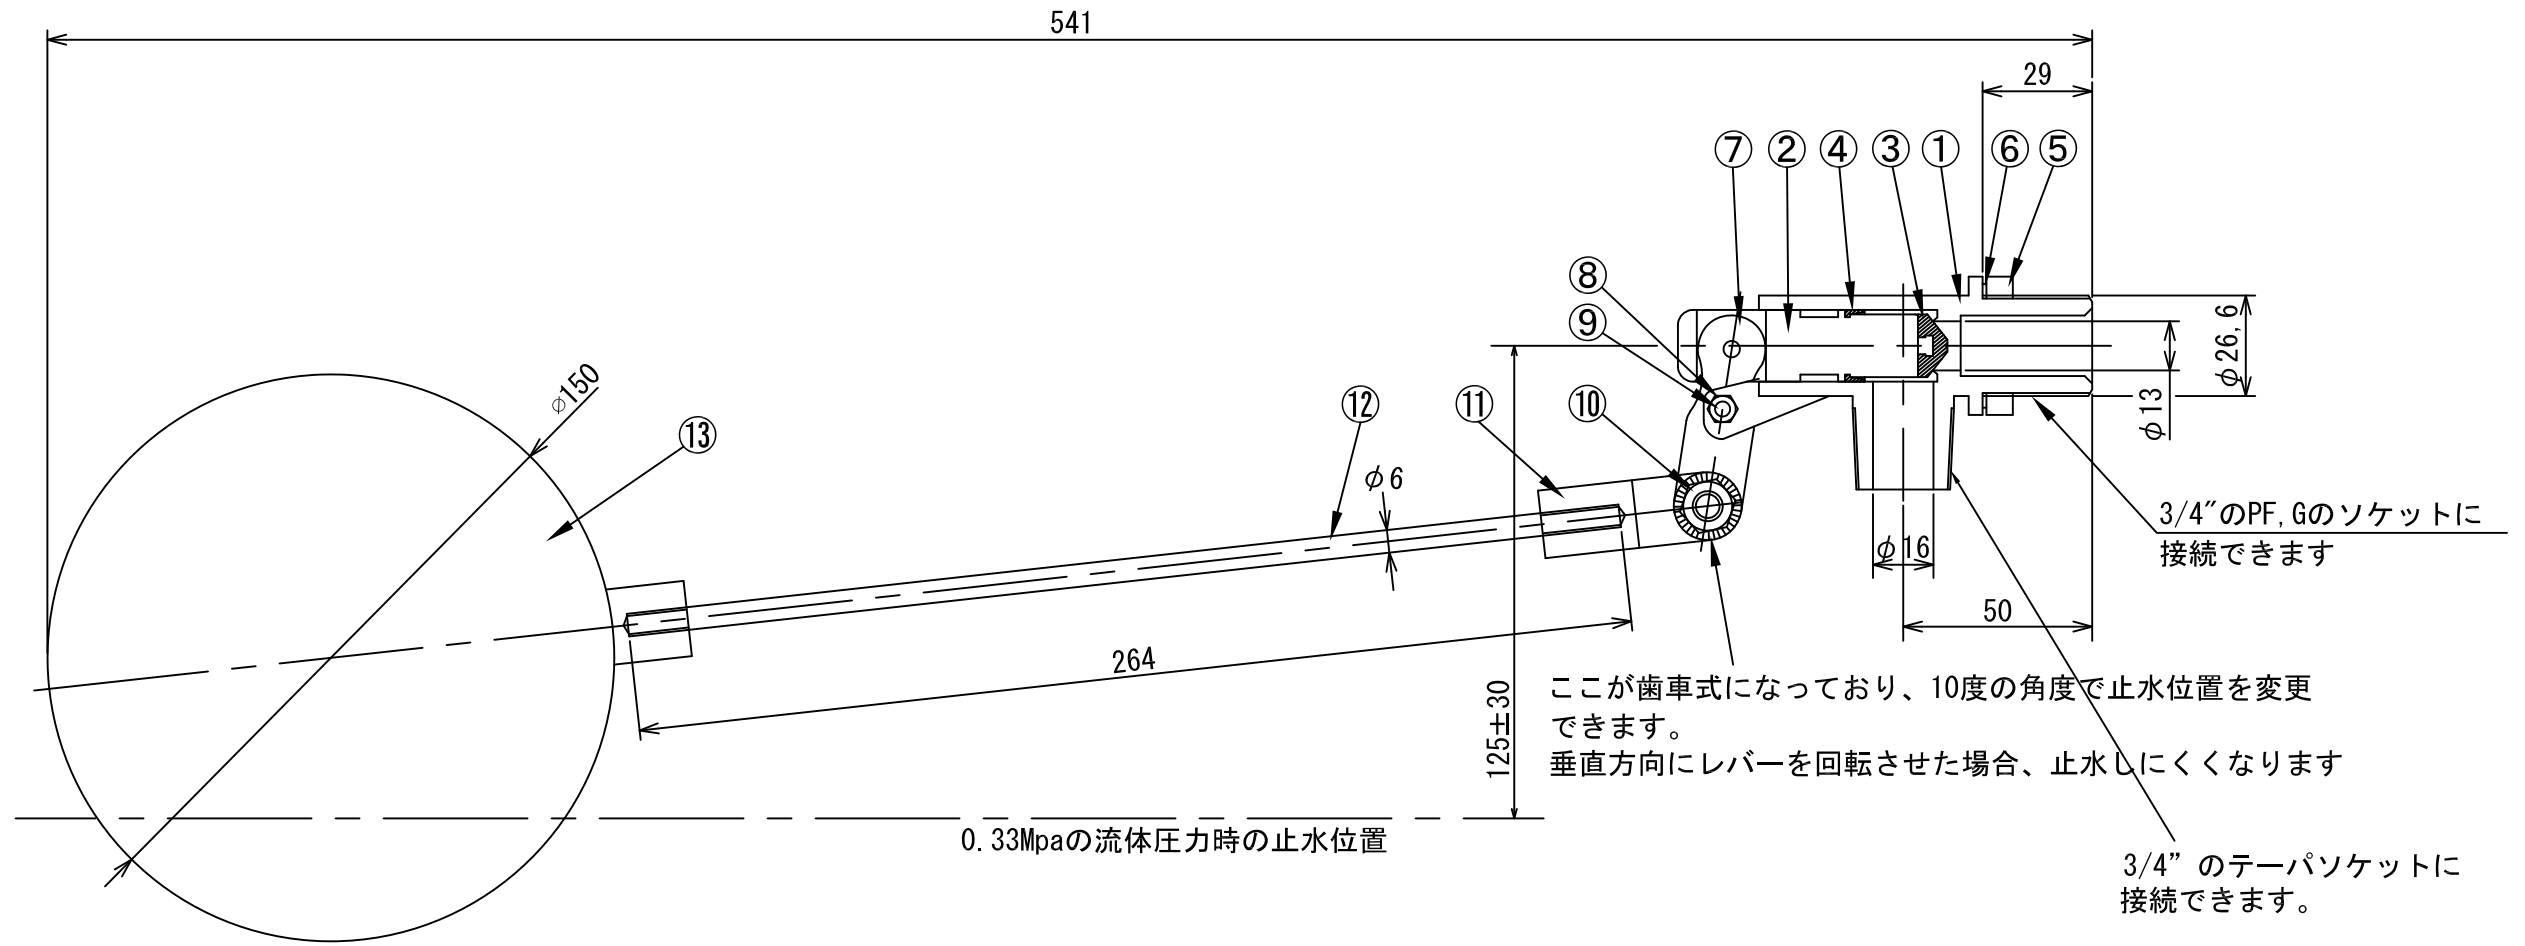 541
29
⑦ ② ④ ③ ① ⑥ ⑤
⑧
⑨
φ26,6
φ13
φ150
⑬
⑫
⑪
⑩
φ6
3/4"のPF,Gのソケットに
接続できます
φ16
50
264
125±30
ここが歯車式になっており、10度の角度で止水位置を変更
できます。
垂直方向にレバーを回転させた場合、止水しにくくなります
0.33Mpaの流体圧力時の止水位置
3/4”のテーパソケットに
接続できます。